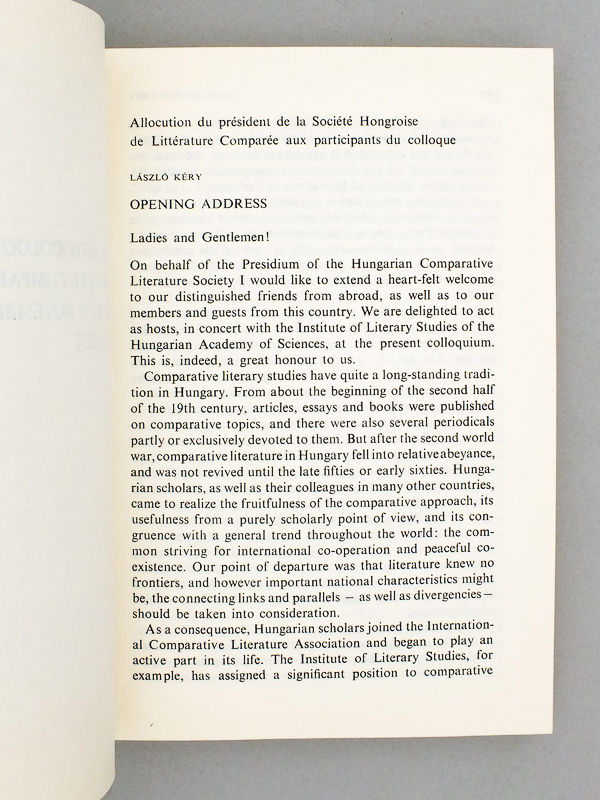 Allocution du président de la Société Hongroise
de Littérature Comparée aux participants du colloque
LÁSZLÓ KÉRY
OPENING ADDRESS
Ladies and Gentlemen!
On behalf of the Presidium of the Hungarian Comparative
Literature Society I would like to extend a heart-felt welcome
to our distinguished friends from abroad, as well as to our
members and guests from this country. We are delighted to act
as hosts, in concert with the Institute of Literary Studies of the
Hungarian Academy of Sciences, at the present colloquium.
This is, indeed, a great honour to us.
Comparative literary studies have quite a long-standing tradi-
tion in Hungary. From about the beginning of the second half
of the 19th century, articles, essays and books were published
on comparative topics, and there were also several periodicals
partly or exclusively devoted to them. But after the second world
war, comparative literature in Hungary fell into relative abeyance,
and was not revived until the late fifties or early sixties. Hunga-
rian scholars, as well as their colleagues in many other countries,
came to realize the fruitfulness of the comparative approach, its
usefulness from a purely scholarly point of view, and its con-
gruence with a general trend throughout the world: the com-
mon striving for international co-operation and peaceful co-
existence. Our point of departure was that literature knew no
frontiers, and however important national characteristics might
be, the connecting links and parallels — as well as divergencies —
should be taken into consideration.
As a consequence, Hungarian scholars joined the Internation-
al Comparative Literature Association and began to play an
active part in its life. The Institute of Literary Studies, for
example, has assigned a significant position to comparative